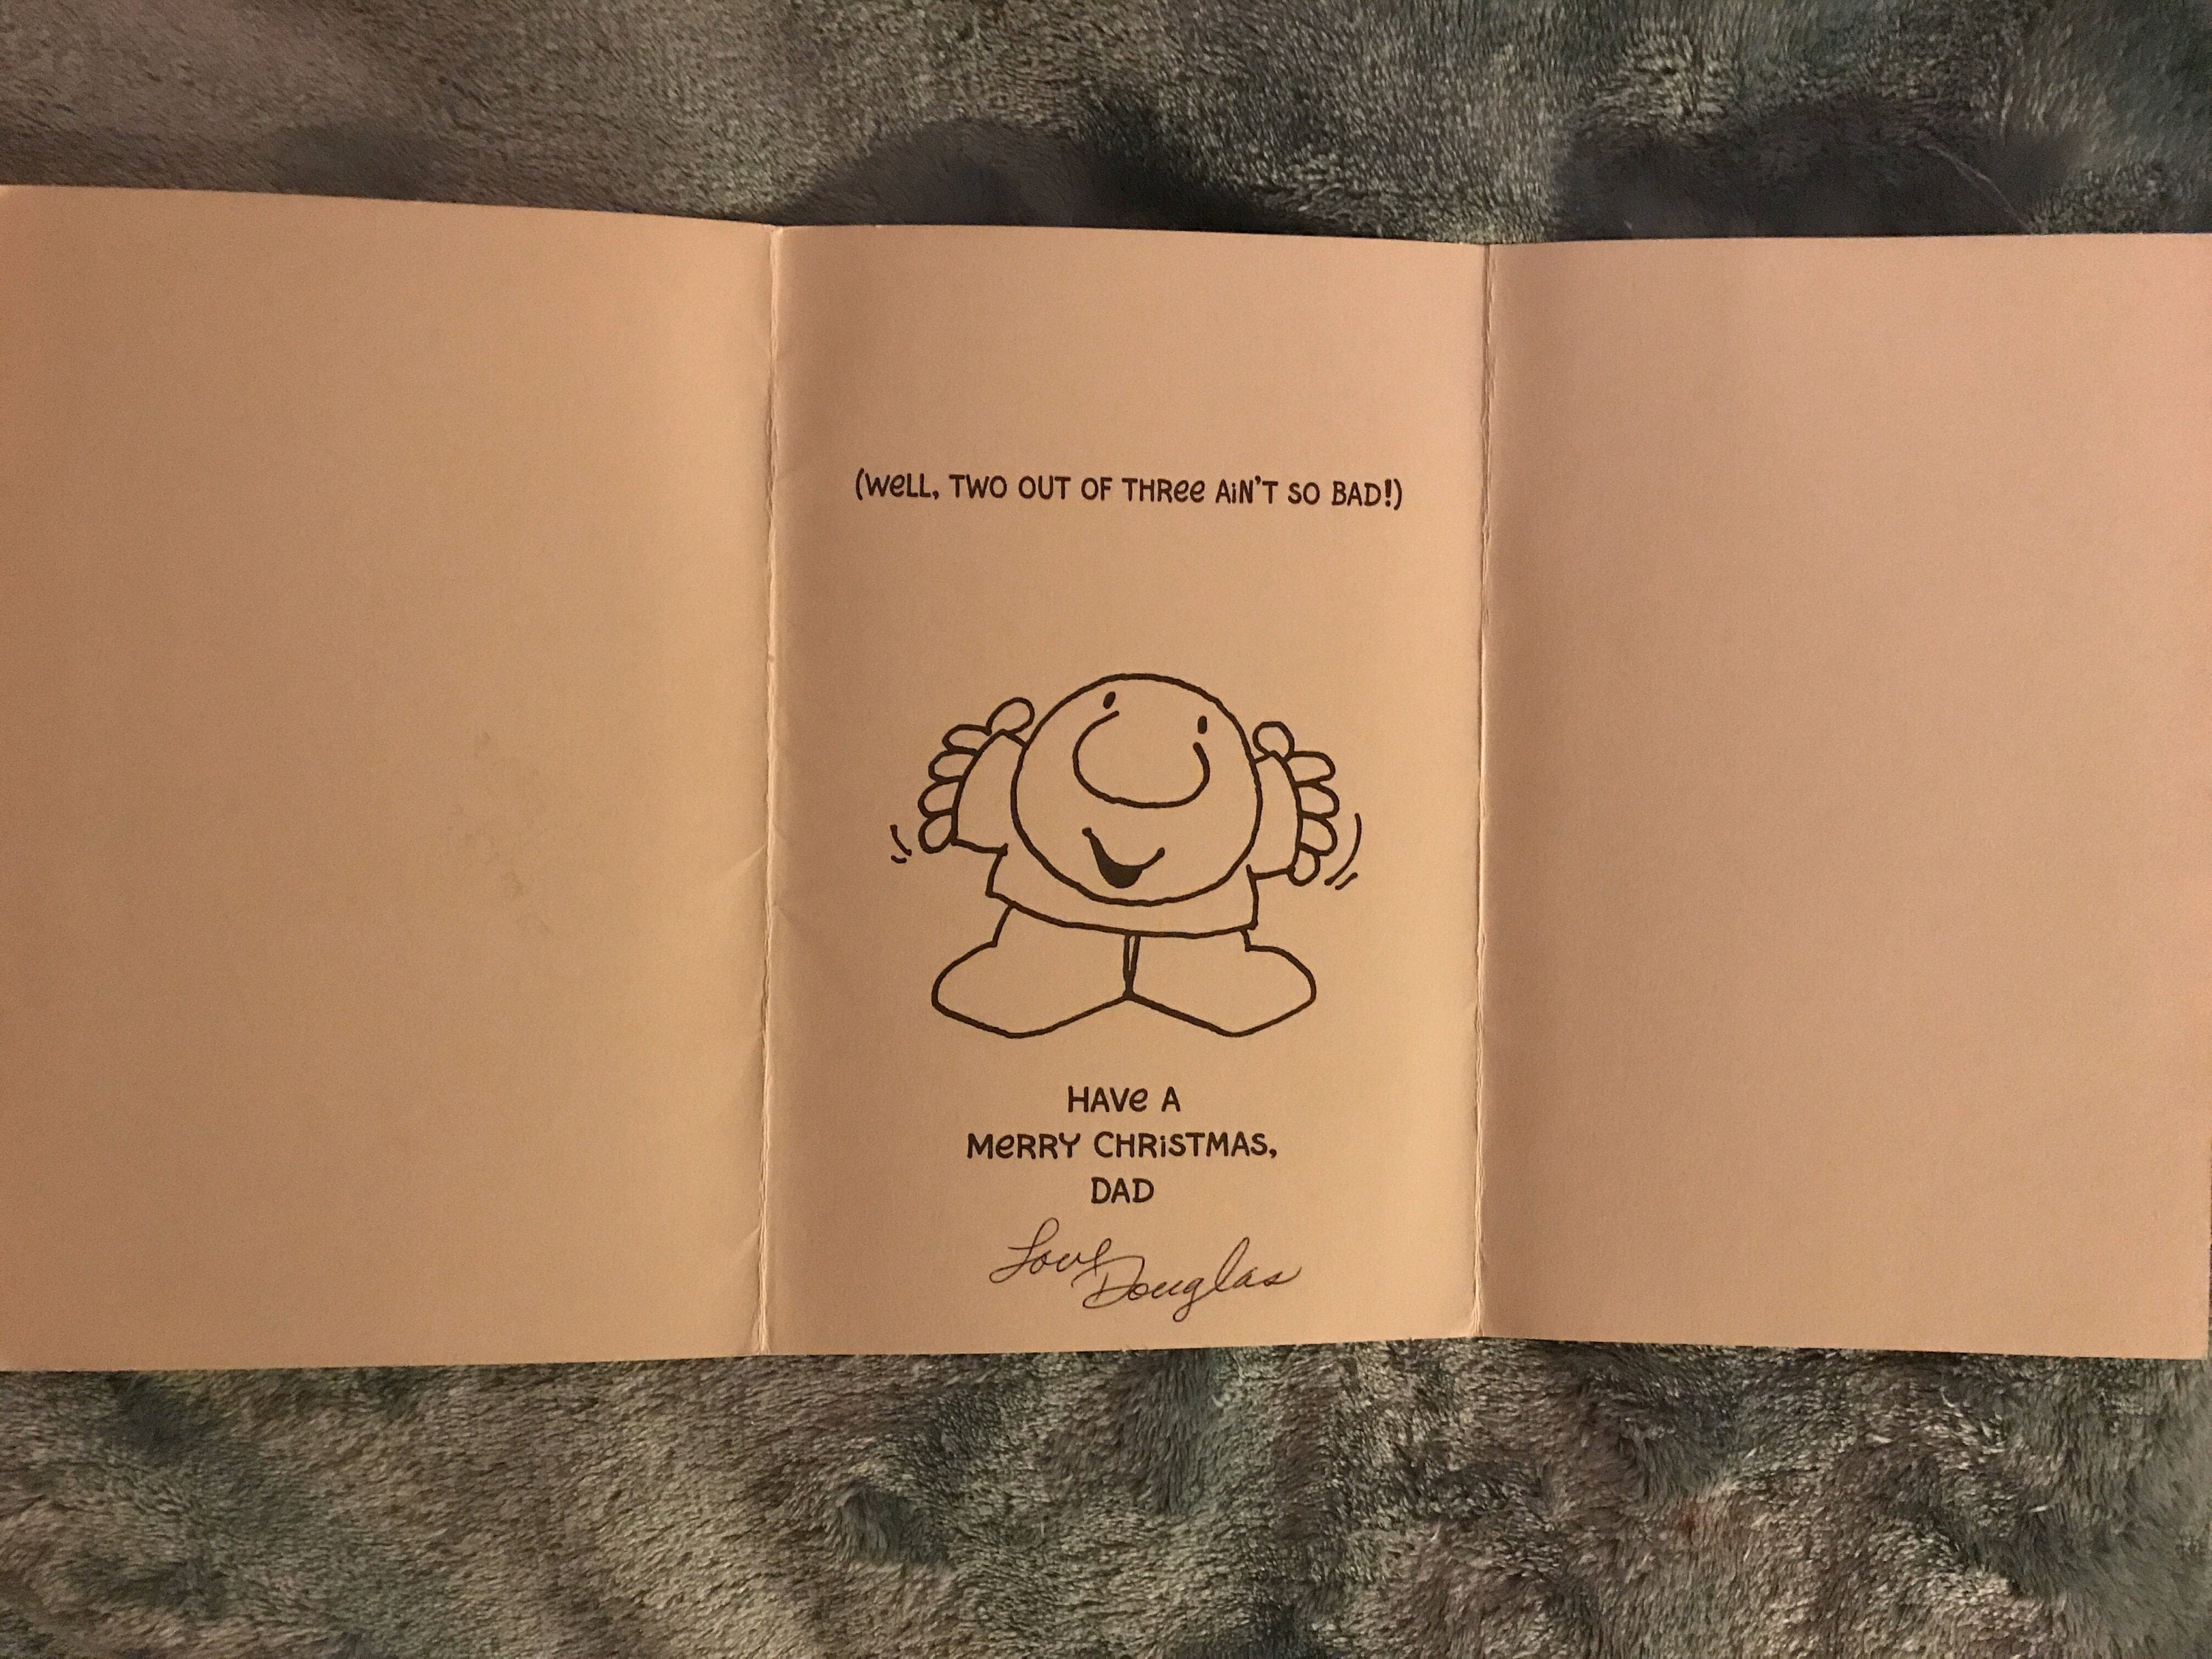 (WeLL, TWO OUT OF THRee AiN'T SO BAD!)
HAVe A
MeRRY CHRiSTMAS,
DAD
Love,
Douglas